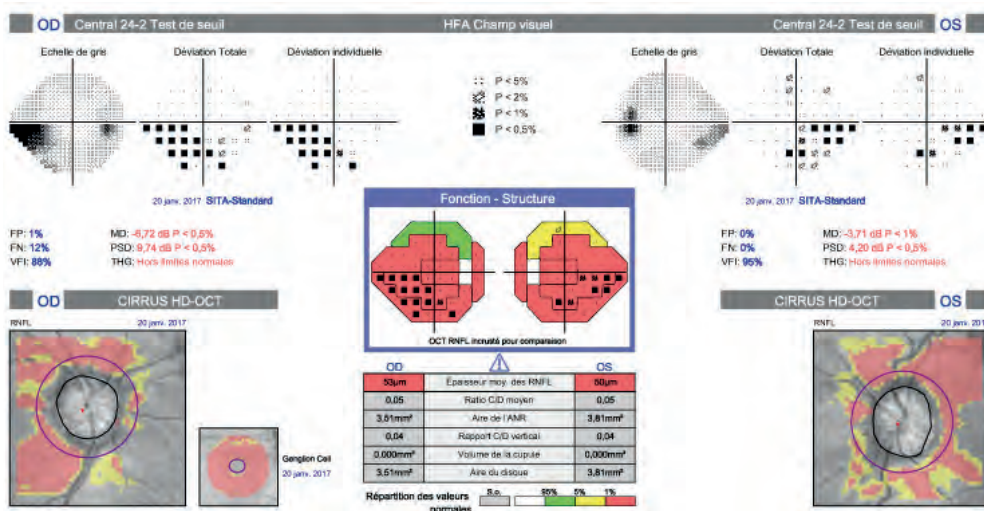 OD Central 24-2 Test de seuil HFA Champ visuel Central 24-2 Test de seuil OS
Echelle de gris Déviation Totale Déviation individuelle Echelle de gris Déviation Totale Déviation individuelle
P < 5%
P < 2%
P < 1%
P < 0,5%
20 janv. 2017 SITA-Standard
20 janv. 2017 SITA-Standard
FP: 1% MD: -6,72 dB P < 0,5%
FN: 12% PSD: 9,74 dB P < 0,5%
VFI: 88% THG: Hors limites normales
Fonction - Structure
OCT RNFL incrusté pour comparaison
FP: 0% MD: -3,71 dB P < 1%
FN: 0% PSD: 4,20 dB P < 0,5%
VFI: 95% THG: Hors limites normales
OD CIRRUS HD-OCT
RNFL 20 janv. 2017
Ganglion Cell
20 janv. 2017
OD OS
53µm Epaisseur moy. des RNFL 50µm
0,05 Ratio C/D moyen 0,05
3,51mm² Aire de l'ANR 3,81mm²
0,04 Rapport C/D vertical 0,04
0,000mm³ Volume de la cupule 0,000mm³
3,51mm² Aire du disque 3,81mm²
Répartition des valeurs normales S.o. 95% 5% 1%
CIRRUS HD-OCT OS
RNFL 20 janv. 2017